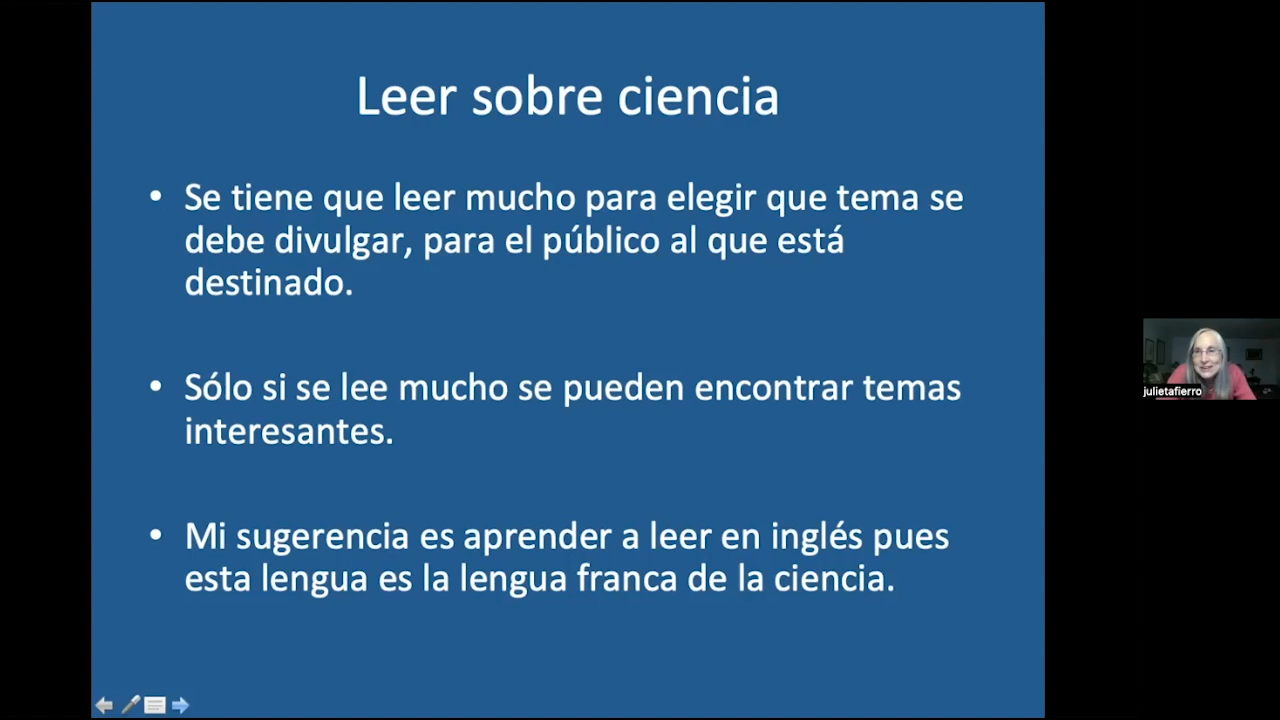 Leer sobre ciencia
• Se tiene que leer mucho para elegir que tema se
debe divulgar, para el público al que está
destinado.
• Sólo si se lee mucho se pueden encontrar temas
interesantes.
• Mi sugerencia es aprender a leer en inglés pues
esta lengua es la lengua franca de la ciencia.
julietafierro